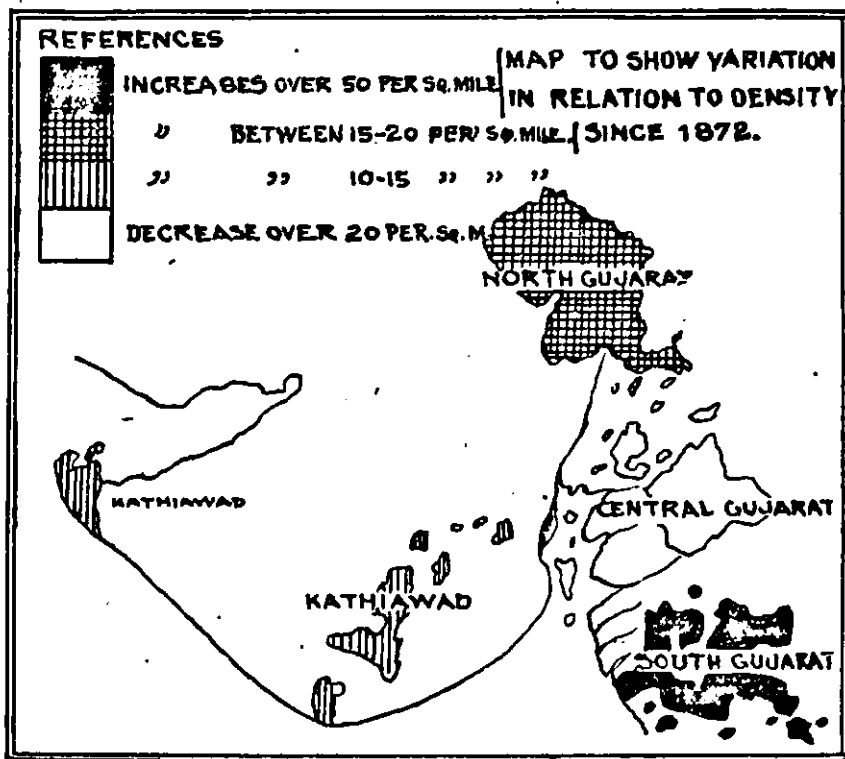 REFERENCES
INCREASES OVER 50 PER SQ. MILE
" BETWEEN 15-20 PER SQ. MILE.
" " 10-15 " " "
DECREASE OVER 20 PER. SQ. M.
MAP TO SHOW VARIATION
IN RELATION TO DENSITY
SINCE 1872.
NORTH GUJARAT
KATHIAWAD
CENTRAL GUJARAT
KATHIAWAD
SOUTH GUJARAT